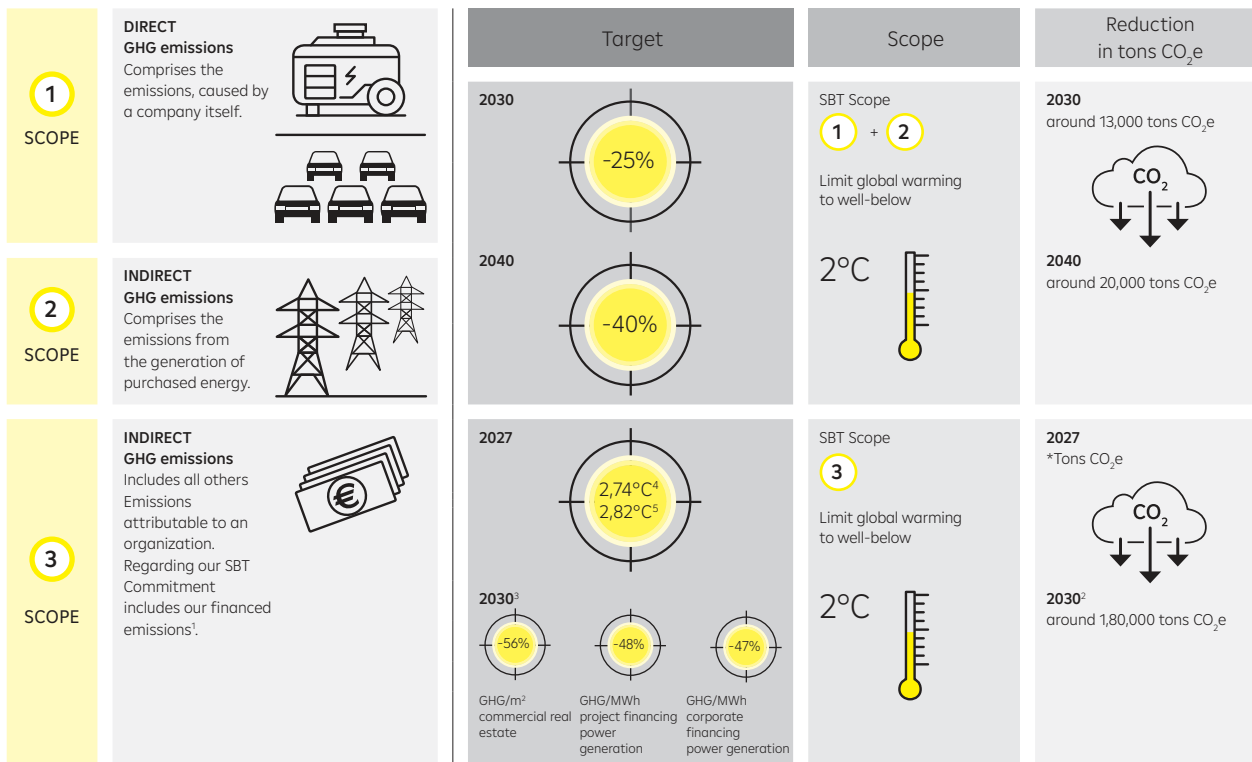 1
SCOPE
DIRECT
GHG emissions
Comprises the
emissions, caused by
a company itself.
2
SCOPE
INDIRECT
GHG emissions
Comprises the
emissions from
the generation of
purchased energy.
3
SCOPE
INDIRECT
GHG emissions
Includes all others
Emissions
attributable to an
organization.
Regarding our SBT
Commitment
includes our financed
emissions¹.
€
Target
2030
-25%
2040
-40%
2027
2,74°C⁴
2,82°C⁵
2030³
-56%
-48%
-47%
GHG/m²
commercial real
estate
GHG/MWh
project financing
power
generation
GHG/MWh
corporate
financing
power generation
Scope
SBT Scope
1 + 2
Limit global warming
to well-below
2°C
SBT Scope
3
Limit global warming
to well-below
2°C
Reduction
in tons CO₂e
2030
around 13,000 tons CO₂e
CO₂
2040
around 20,000 tons CO₂e
2027
*Tons CO₂e
CO₂
2030²
around 1,80,000 tons CO₂e